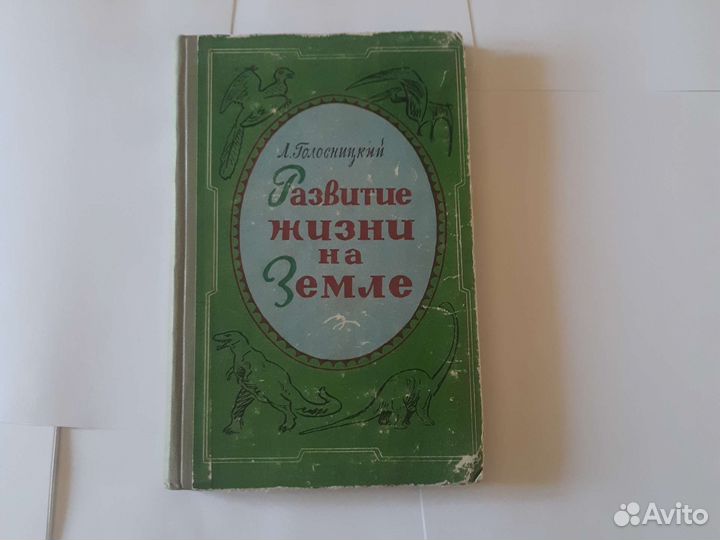 Л. Голосницкий
Развитие
жизни
на
Земле
Avito